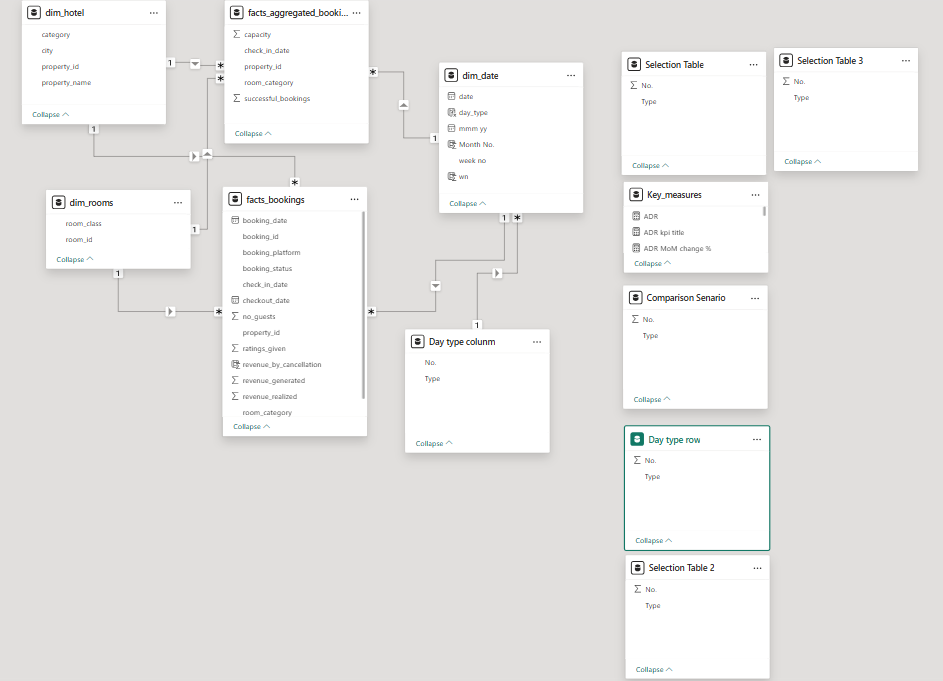 dim_hotel
category
city
property_id
property_name
Collapse
1
*
*
facts_aggregated_booki...
capacity
check_in_date
property_id
room_category
successful_bookings
Collapse
*
1
dim_date
date
day_type
mmm yy
Month No.
week no
wn
Collapse
1
*
Selection Table
No.
Type
Collapse
Selection Table 3
No.
Type
Collapse
1
*
dim_rooms
room_class
room_id
Collapse
1
1
*
facts_bookings
booking_date
booking_id
booking_platform
booking_status
check_in_date
checkout_date
no_guests
property_id
ratings_given
revenue_by_cancellation
revenue_generated
revenue_realized
room_category
Collapse
*
1
Day type colunm
No.
Type
Collapse
Key_measures
ADR
ADR kpi title
ADR MoM change %
Collapse
Comparison Senario
No.
Type
Collapse
Day type row
No.
Type
Collapse
Selection Table 2
No.
Type
Collapse